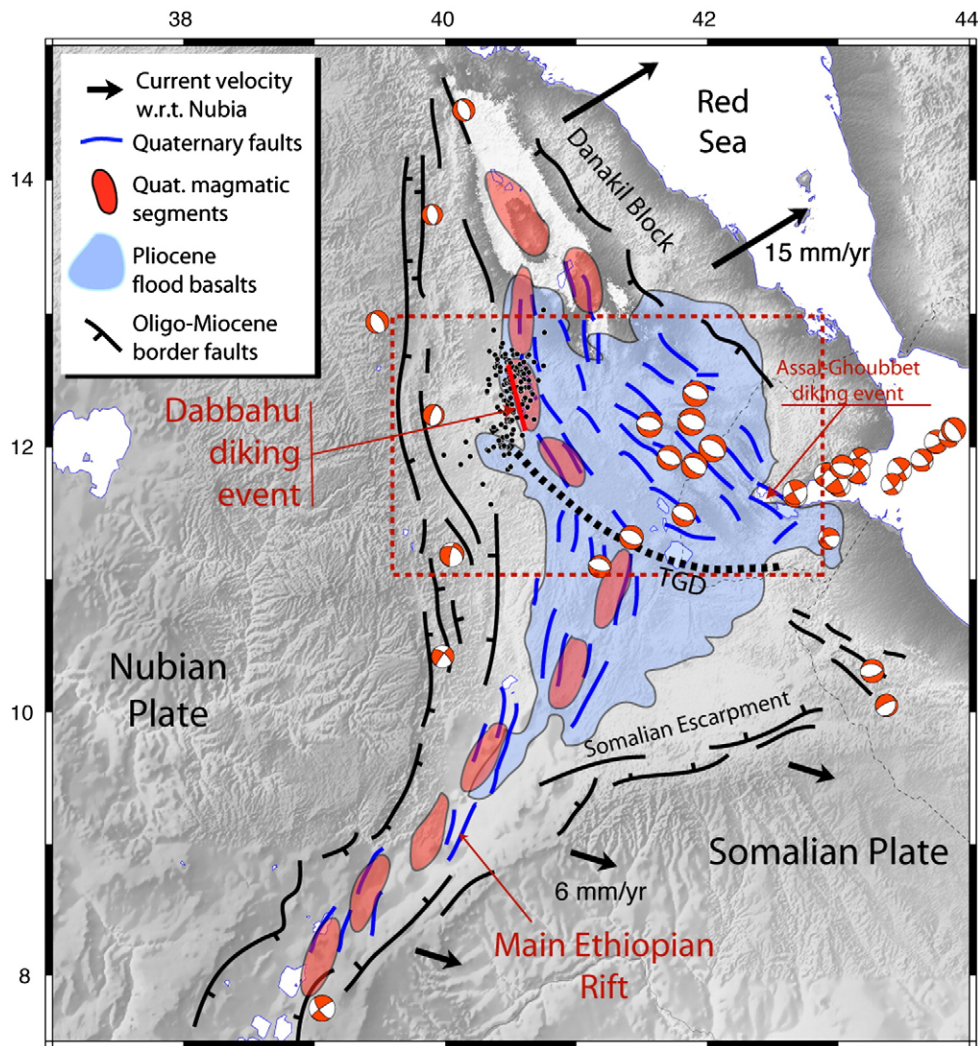 38
40
42
44
14
12
10
8
Current velocity
w.r.t. Nubia
Quaternary faults
Quat. magmatic
segments
Pliocene
flood basalts
Oligo-Miocene
border faults
Red
Sea
Danakil Block
15 mm/yr
Assal-Ghoubbet
diking event
Dabbahu
diking
event
TGD
Nubian
Plate
Somalian Escarpment
Somalian Plate
6 mm/yr
Main Ethiopian
Rift